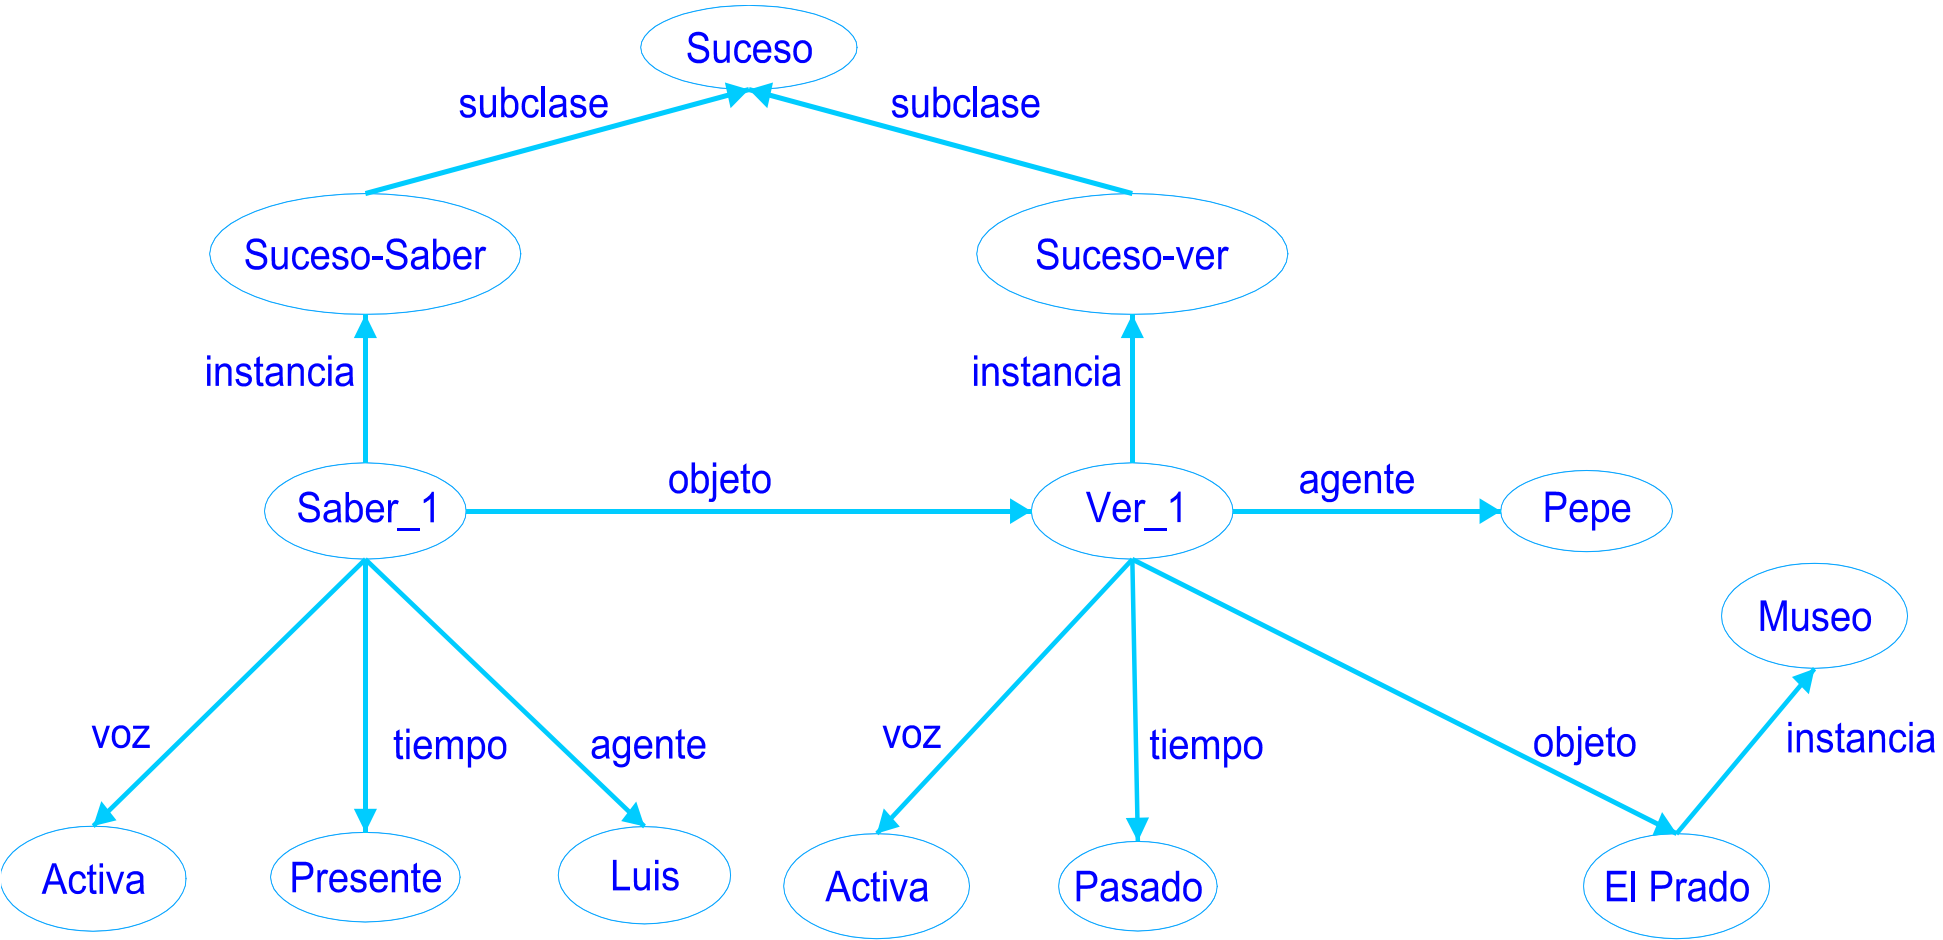 Suceso
subclase
subclase
Suceso-Saber
Suceso-ver
instancia
instancia
objeto
agente
Saber_1
Ver_1
Pepe
Museo
voz
tiempo
agente
voz
tiempo
objeto
instancia
Activa
Presente
Luis
Activa
Pasado
El Prado